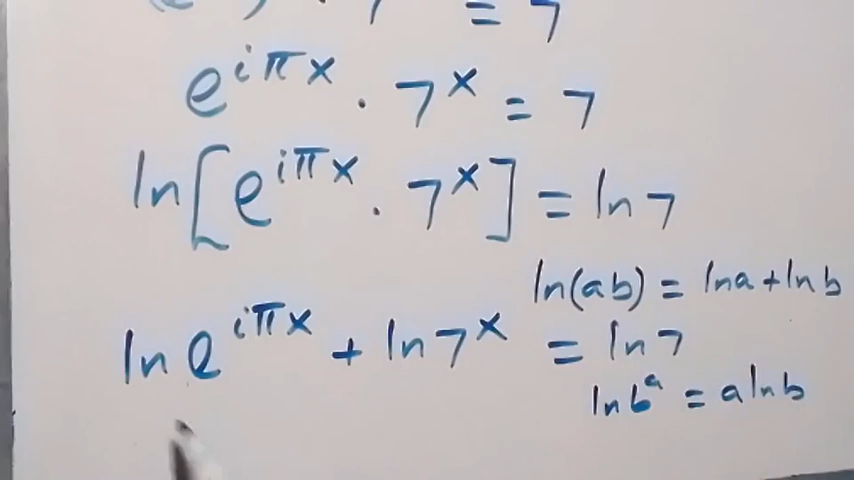 = 7
e^{iπx} · 7^x = 7
ln[e^{iπx} · 7^x] = ln 7
ln(ab) = ln a + ln b
ln e^{iπx} + ln 7^x = ln 7
ln b^a = a ln b